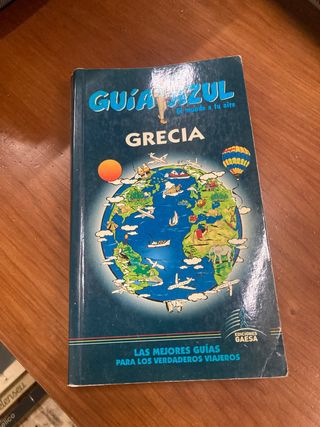 GUÍA AZUL
El mundo a tu aire
GRECIA
LAS MEJORES GUÍAS
PARA LOS VERDADEROS VIAJEROS
EDICIONES
GAESA